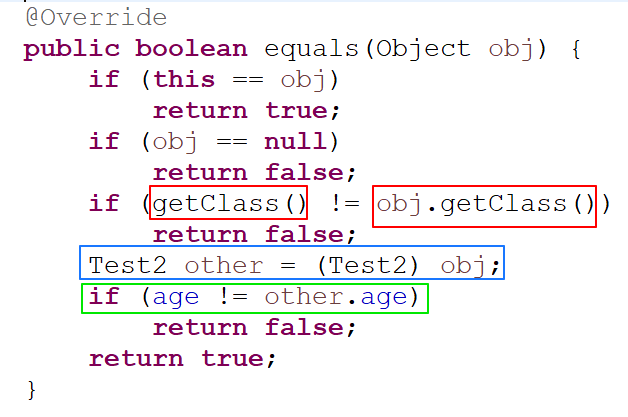 @Override
public boolean equals(Object obj) {
    if (this == obj)
        return true;
    if (obj == null)
        return false;
    if (getClass() != obj.getClass())
        return false;
    Test2 other = (Test2) obj;
    if (age != other.age)
        return false;
    return true;
}